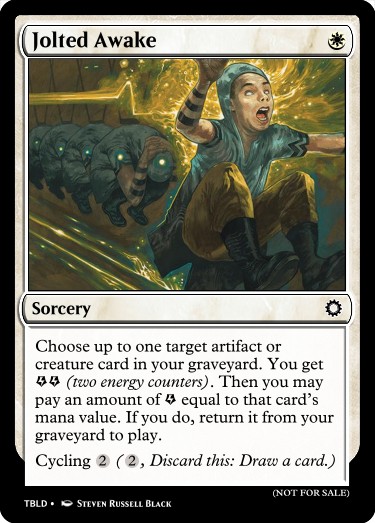 Jolted Awake
Sorcery
Choose up to one target artifact or
creature card in your graveyard. You get
(two energy counters). Then you may
pay an amount of equal to that card's
mana value. If you do, return it from your
graveyard to play.
Cycling 2 (2, Discard this: Draw a card.)
(NOT FOR SALE)
TBLD • Steven Russell Black